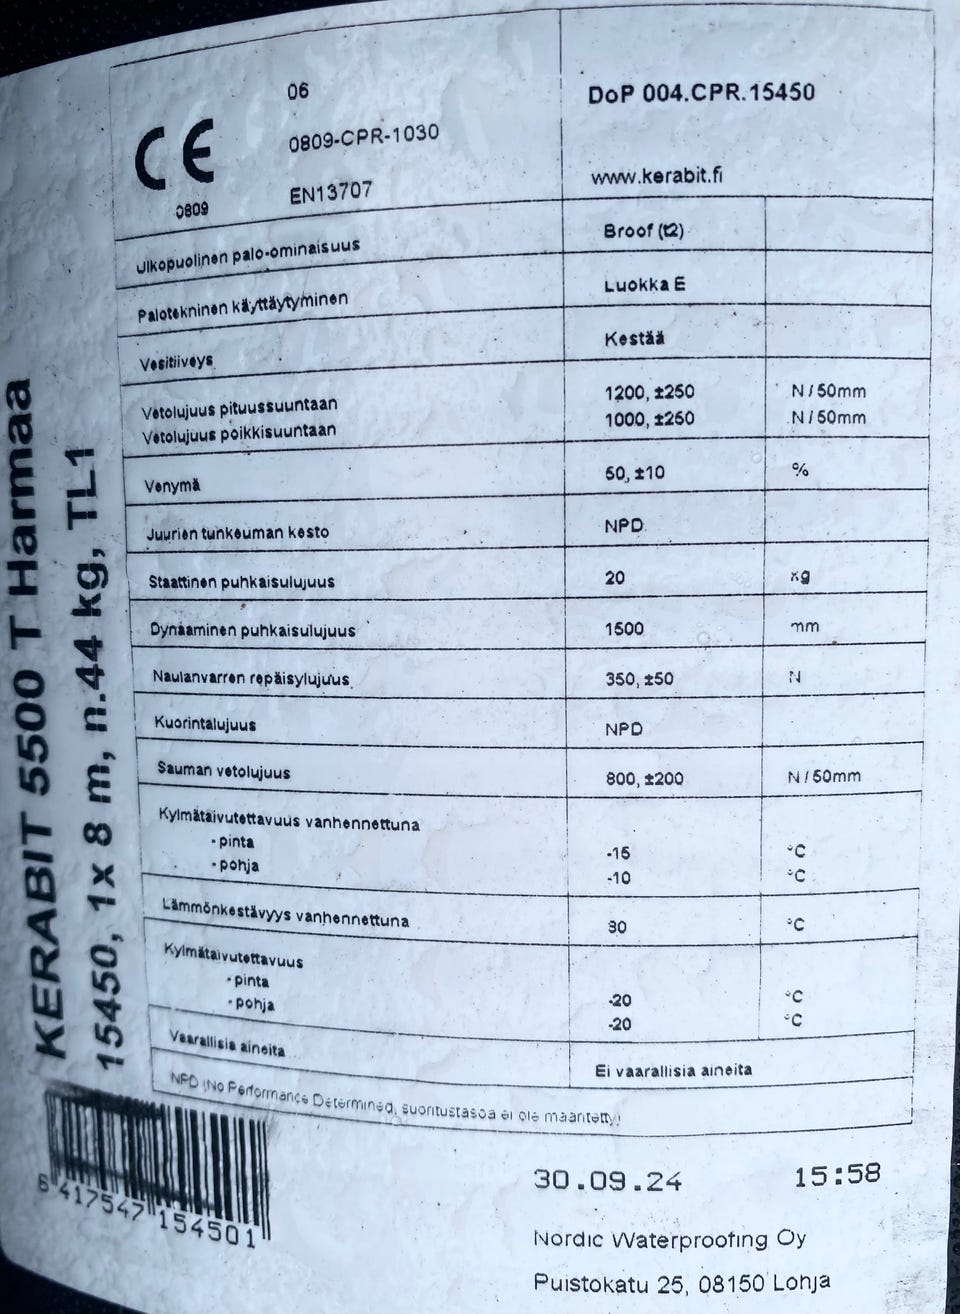 KERABIT 5500 T Harmaa
15450, 1x 8 m, n.44 kg, TL1
CE
0809
06
0809-CPR-1030
EN13707
DoP 004.CPR.15450
www.kerabit.fi
Ulkopuolinen palo-ominaisuus Broof (t2)
Palotekninen käyttäytyminen Luokka E
Vesitiiveys Kestää
Vetolujuus pituussuuntaan 1200, ±250 N / 50mm
Vetolujuus poikkisuuntaan 1000, ±250 N / 50mm
Venymä 50, ±10 %
Juurien tunkeuman kesto NPD
Staattinen puhkaisulujuus 20 kg
Dynaaminen puhkaisulujuus 1500 mm
Naulanvarren repäisylujuus 350, ±50 N
Kuorintalujuus NPD
Sauman vetolujuus 800, ±200 N / 50mm
Kylmätaivutettavuus vanhennettuna
- pinta -15 °C
- pohja -10 °C
Lämmönkestävyys vanhennettuna 30 °C
Kylmätaivutettavuus
- pinta -20 °C
- pohja -20 °C
Vaarallisia aineita Ei vaarallisia aineita
NPD (No Performance Determined, suoritustasoa ei ole määritetty)
6 417547 154501
30.09.24 15:58
Nordic Waterproofing Oy
Puistokatu 25, 08150 Lohja